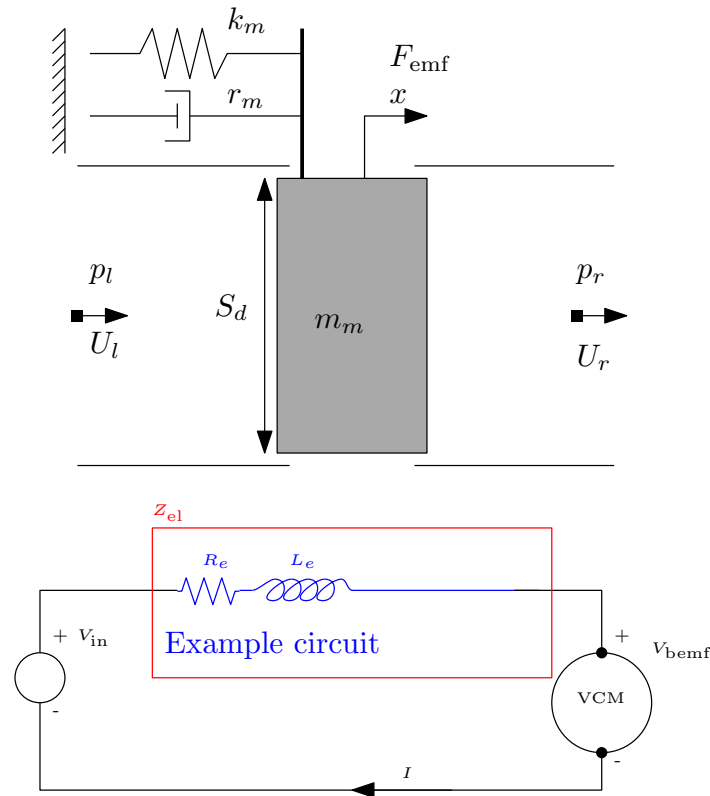 k_m
F_emf
r_m
x
p_l
p_r
S_d
m_m
U_l
U_r
Z_el
R_e
L_e
+ V_in
Example circuit
+
V_bemf
VCM
-
-
I